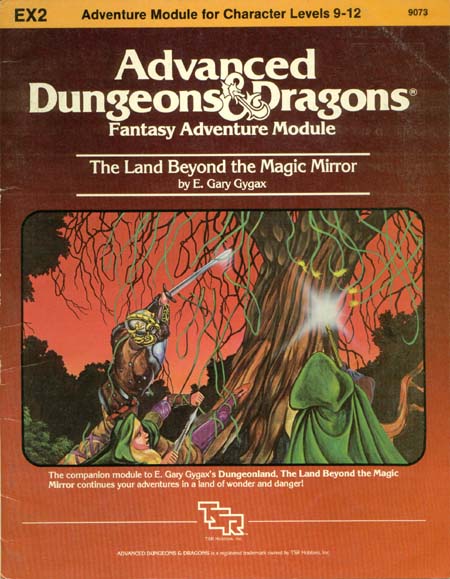 EX2 Adventure Module for Character Levels 9-12 9073
Advanced
Dungeons & Dragons®
Fantasy Adventure Module
The Land Beyond the Magic Mirror
by E. Gary Gygax
The companion module to E. Gary Gygax's Dungeonland, The Land Beyond the Magic
Mirror continues your adventures in a land of wonder and danger!
TSR
TSR Hobbies, Inc.
ADVANCED DUNGEONS & DRAGONS is a registered trademark owned by TSR Hobbies, Inc.